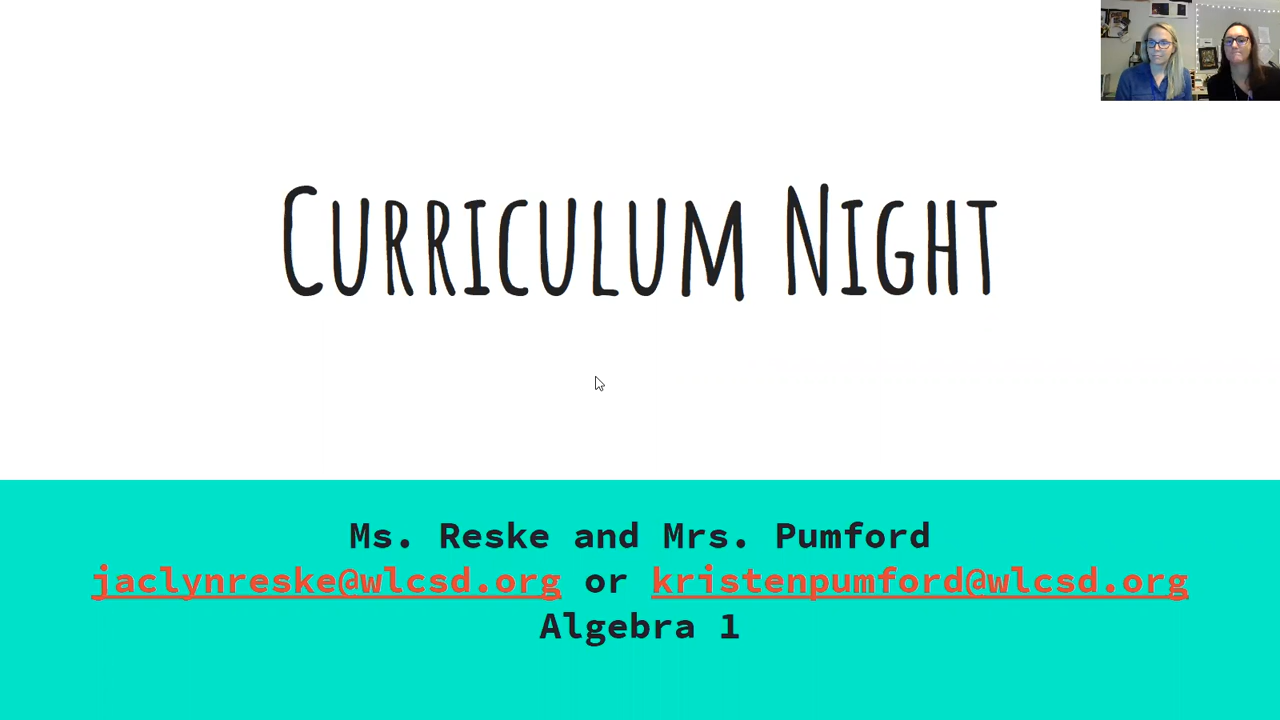 Curriculum Night
Ms. Reske and Mrs. Pumford
jaclynreske@wlcsd.org or kristenpumford@wlcsd.org
Algebra 1